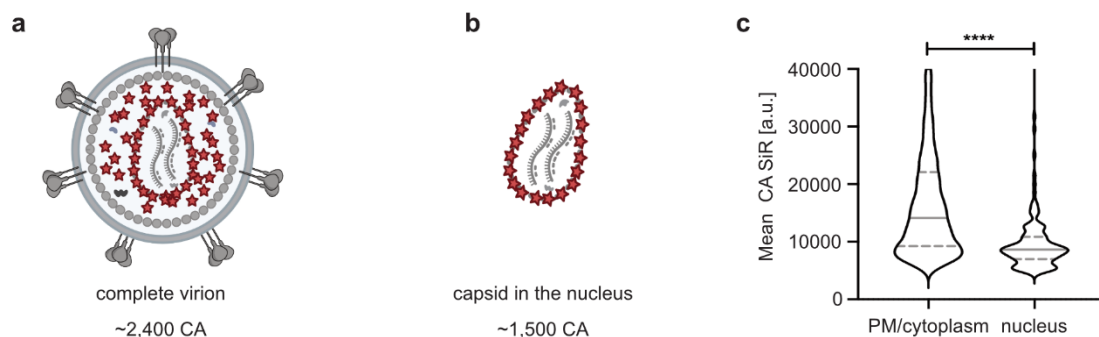 a
complete virion
~2,400 CA
b
capsid in the nucleus
~1,500 CA
c
****
Mean CA SiR [a.u.]
40000
30000
20000
10000
0
PM/cytoplasm
nucleus